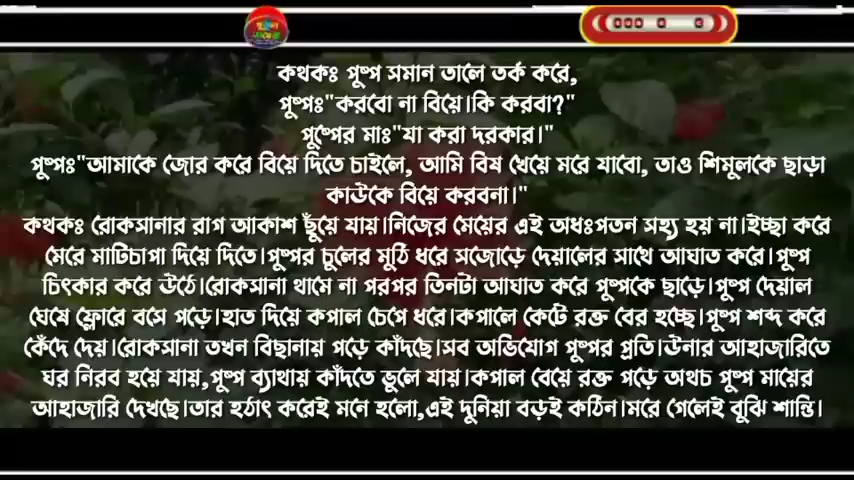 কথকঃ পুষ্প সমান তালে তর্ক করে,
পুষ্পঃ"করবো না বিয়ে।কি করবা?"
পুষ্পের মাঃ"যা করা দরকার।"
পুষ্পঃ"আমাকে জোর করে বিয়ে দিতে চাইলে, আমি বিষ খেয়ে মরে যাবো, তাও শিমুলকে ছাড়া
কাউকে বিয়ে করবনা।"
কথকঃ রোকসানার রাগ আকাশ ছুঁয়ে যায়।নিজের মেয়ের এই অধঃপতন সহ্য হয় না।ইচ্ছা করে
মেরে মাটিচাপা দিয়ে দিতে।পুষ্পর চুলের মুঠি ধরে সজোড়ে দেয়ালের সাথে আঘাত করে।পুষ্প
চিৎকার করে উঠে।রোকসানা থামে না পরপর তিনটা আঘাত করে পুষ্পকে ছাড়ে।পুষ্প দেয়াল
ঘেষে ফ্লোরে বসে পড়ে।হাত দিয়ে কপাল চেপে ধরে।কপালে কেটে রক্ত বের হচ্ছে।পুষ্প শব্দ করে
কেঁদে দেয়।রোকসানা তখন বিছানায় পড়ে কাঁদছে।সব অভিযোগ পুষ্পর প্রতি।উনার আহাজারিতে
ঘর নিরব হয়ে যায়,পুষ্প ব্যাথায় কাঁদতে ভুলে যায়।কপাল বেয়ে রক্ত পড়ে অথচ পুষ্প মায়ের
আহাজারি দেখছে।তার হঠাৎ করেই মনে হলো,এই দুনিয়া বড়ই কঠিন।মরে গেলেই বুঝি শান্তি।